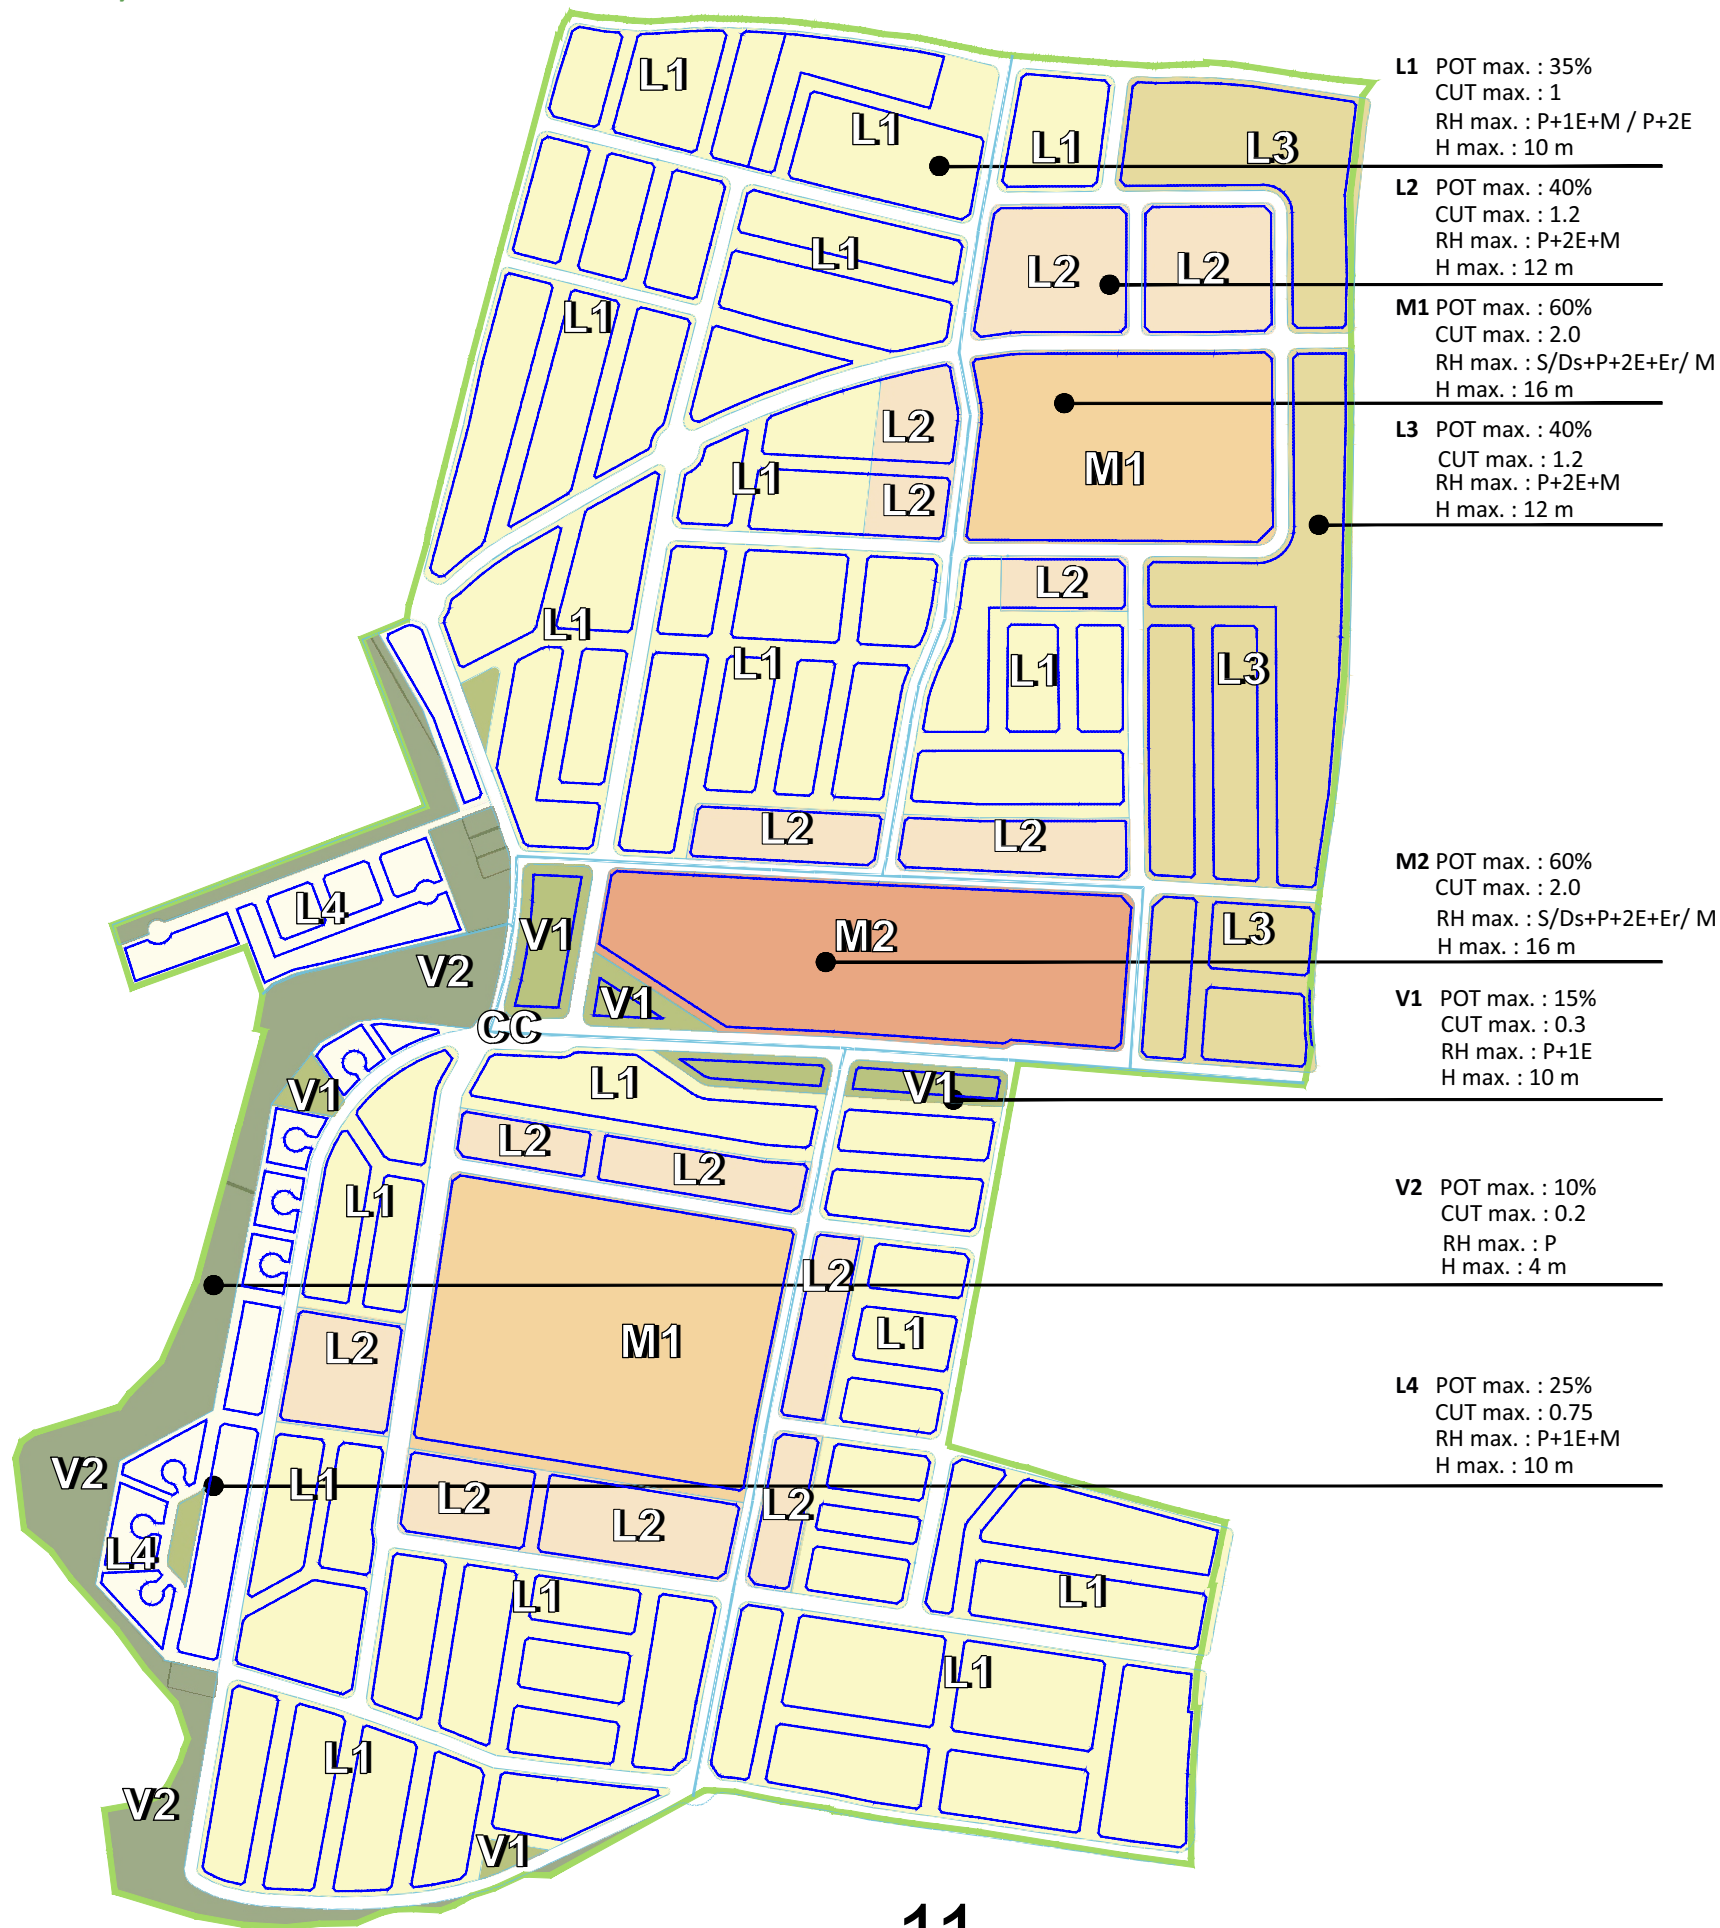 L1 POT max. : 35%
CUT max. : 1
RH max. : P+1E+M / P+2E
H max. : 10 m
L2 POT max. : 40%
CUT max. : 1.2
RH max. : P+2E+M
H max. : 12 m
M1 POT max. : 60%
CUT max. : 2.0
RH max. : S/Ds+P+2E+Er/ M
H max. : 16 m
L3 POT max. : 40%
CUT max. : 1.2
RH max. : P+2E+M
H max. : 12 m
M2 POT max. : 60%
CUT max. : 2.0
RH max. : S/Ds+P+2E+Er/ M
H max. : 16 m
V1 POT max. : 15%
CUT max. : 0.3
RH max. : P+1E
H max. : 10 m
V2 POT max. : 10%
CUT max. : 0.2
RH max. : P
H max. : 4 m
L4 POT max. : 25%
CUT max. : 0.75
RH max. : P+1E+M
H max. : 10 m
L1
L1
L1
L3
L1
L2
L2
L1
L2
M1
L1
L2
L2
L1
L1
L1
L3
L2
L2
L4
V1
M2
L3
V2
V1
CC
L1
V1
V1
L2
L2
L1
L2
L1
L2
M1
V2
L1
L2
L2
L2
L4
L1
L1
L1
L1
V2
V1
11